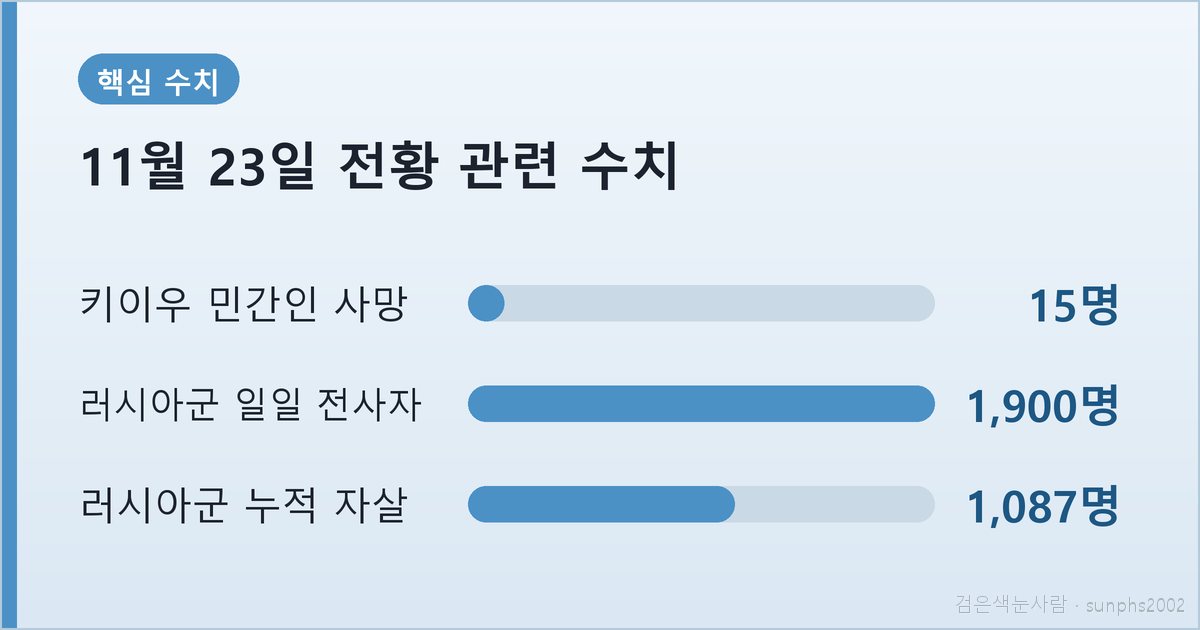 핵심 수치
11월 23일 전황 관련 수치
키이우 민간인 사망 15명
러시아군 일일 전사자 1,900명
러시아군 누적 자살 1,087명
검은색눈사람 · sunphs2002